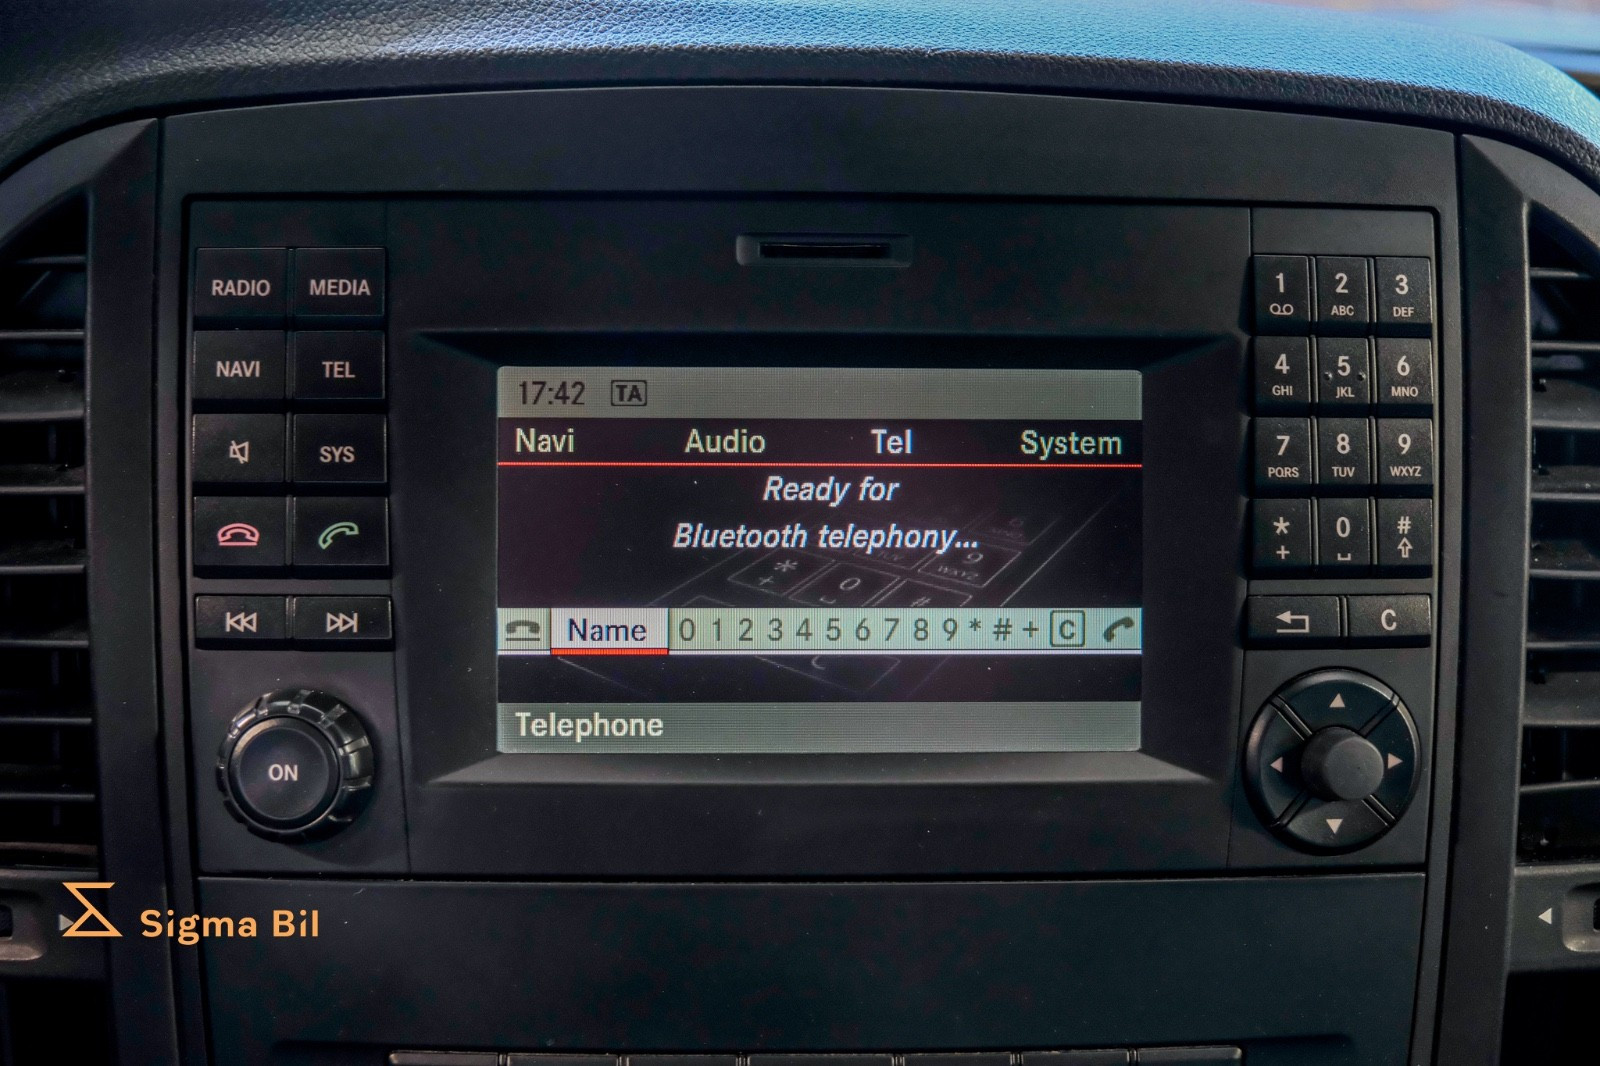 RADIO MEDIA
NAVI TEL
SYS
ON
17:42 TA
Navi Audio Tel System
Ready for
Bluetooth telephony...
Name 0 1 2 3 4 5 6 7 8 9 * # + C
Telephone
1 2 3
ABC DEF
4 5 6
GHI JKL MNO
7 8 9
PQRS TUV WXYZ
* 0 #
+
C
Sigma Bil